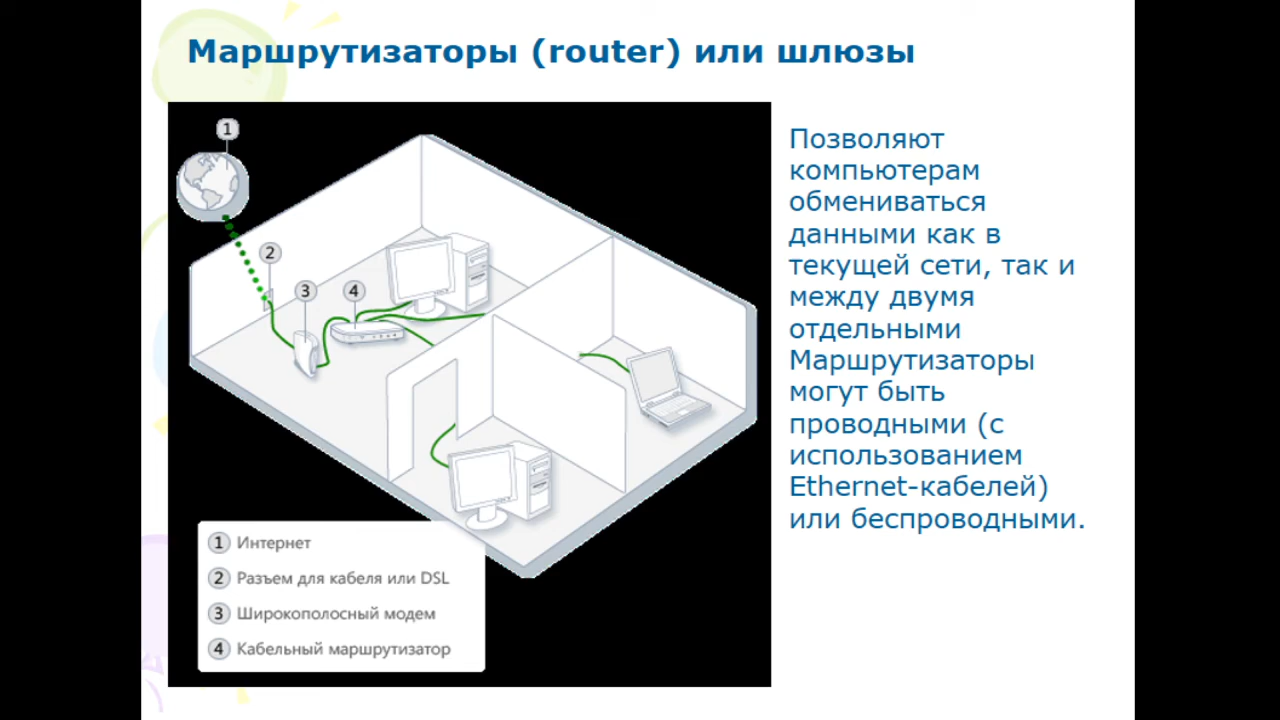 Маршрутизаторы (router) или шлюзы
1
2
3
4
Позволяют
компьютерам
обмениваться
данными как в
текущей сети, так и
между двумя
отдельными
Маршрутизаторы
могут быть
проводными (с
использованием
Ethernet-кабелей)
или беспроводными.
1 Интернет
2 Разъем для кабеля или DSL
3 Широкополосный модем
4 Кабельный маршрутизатор